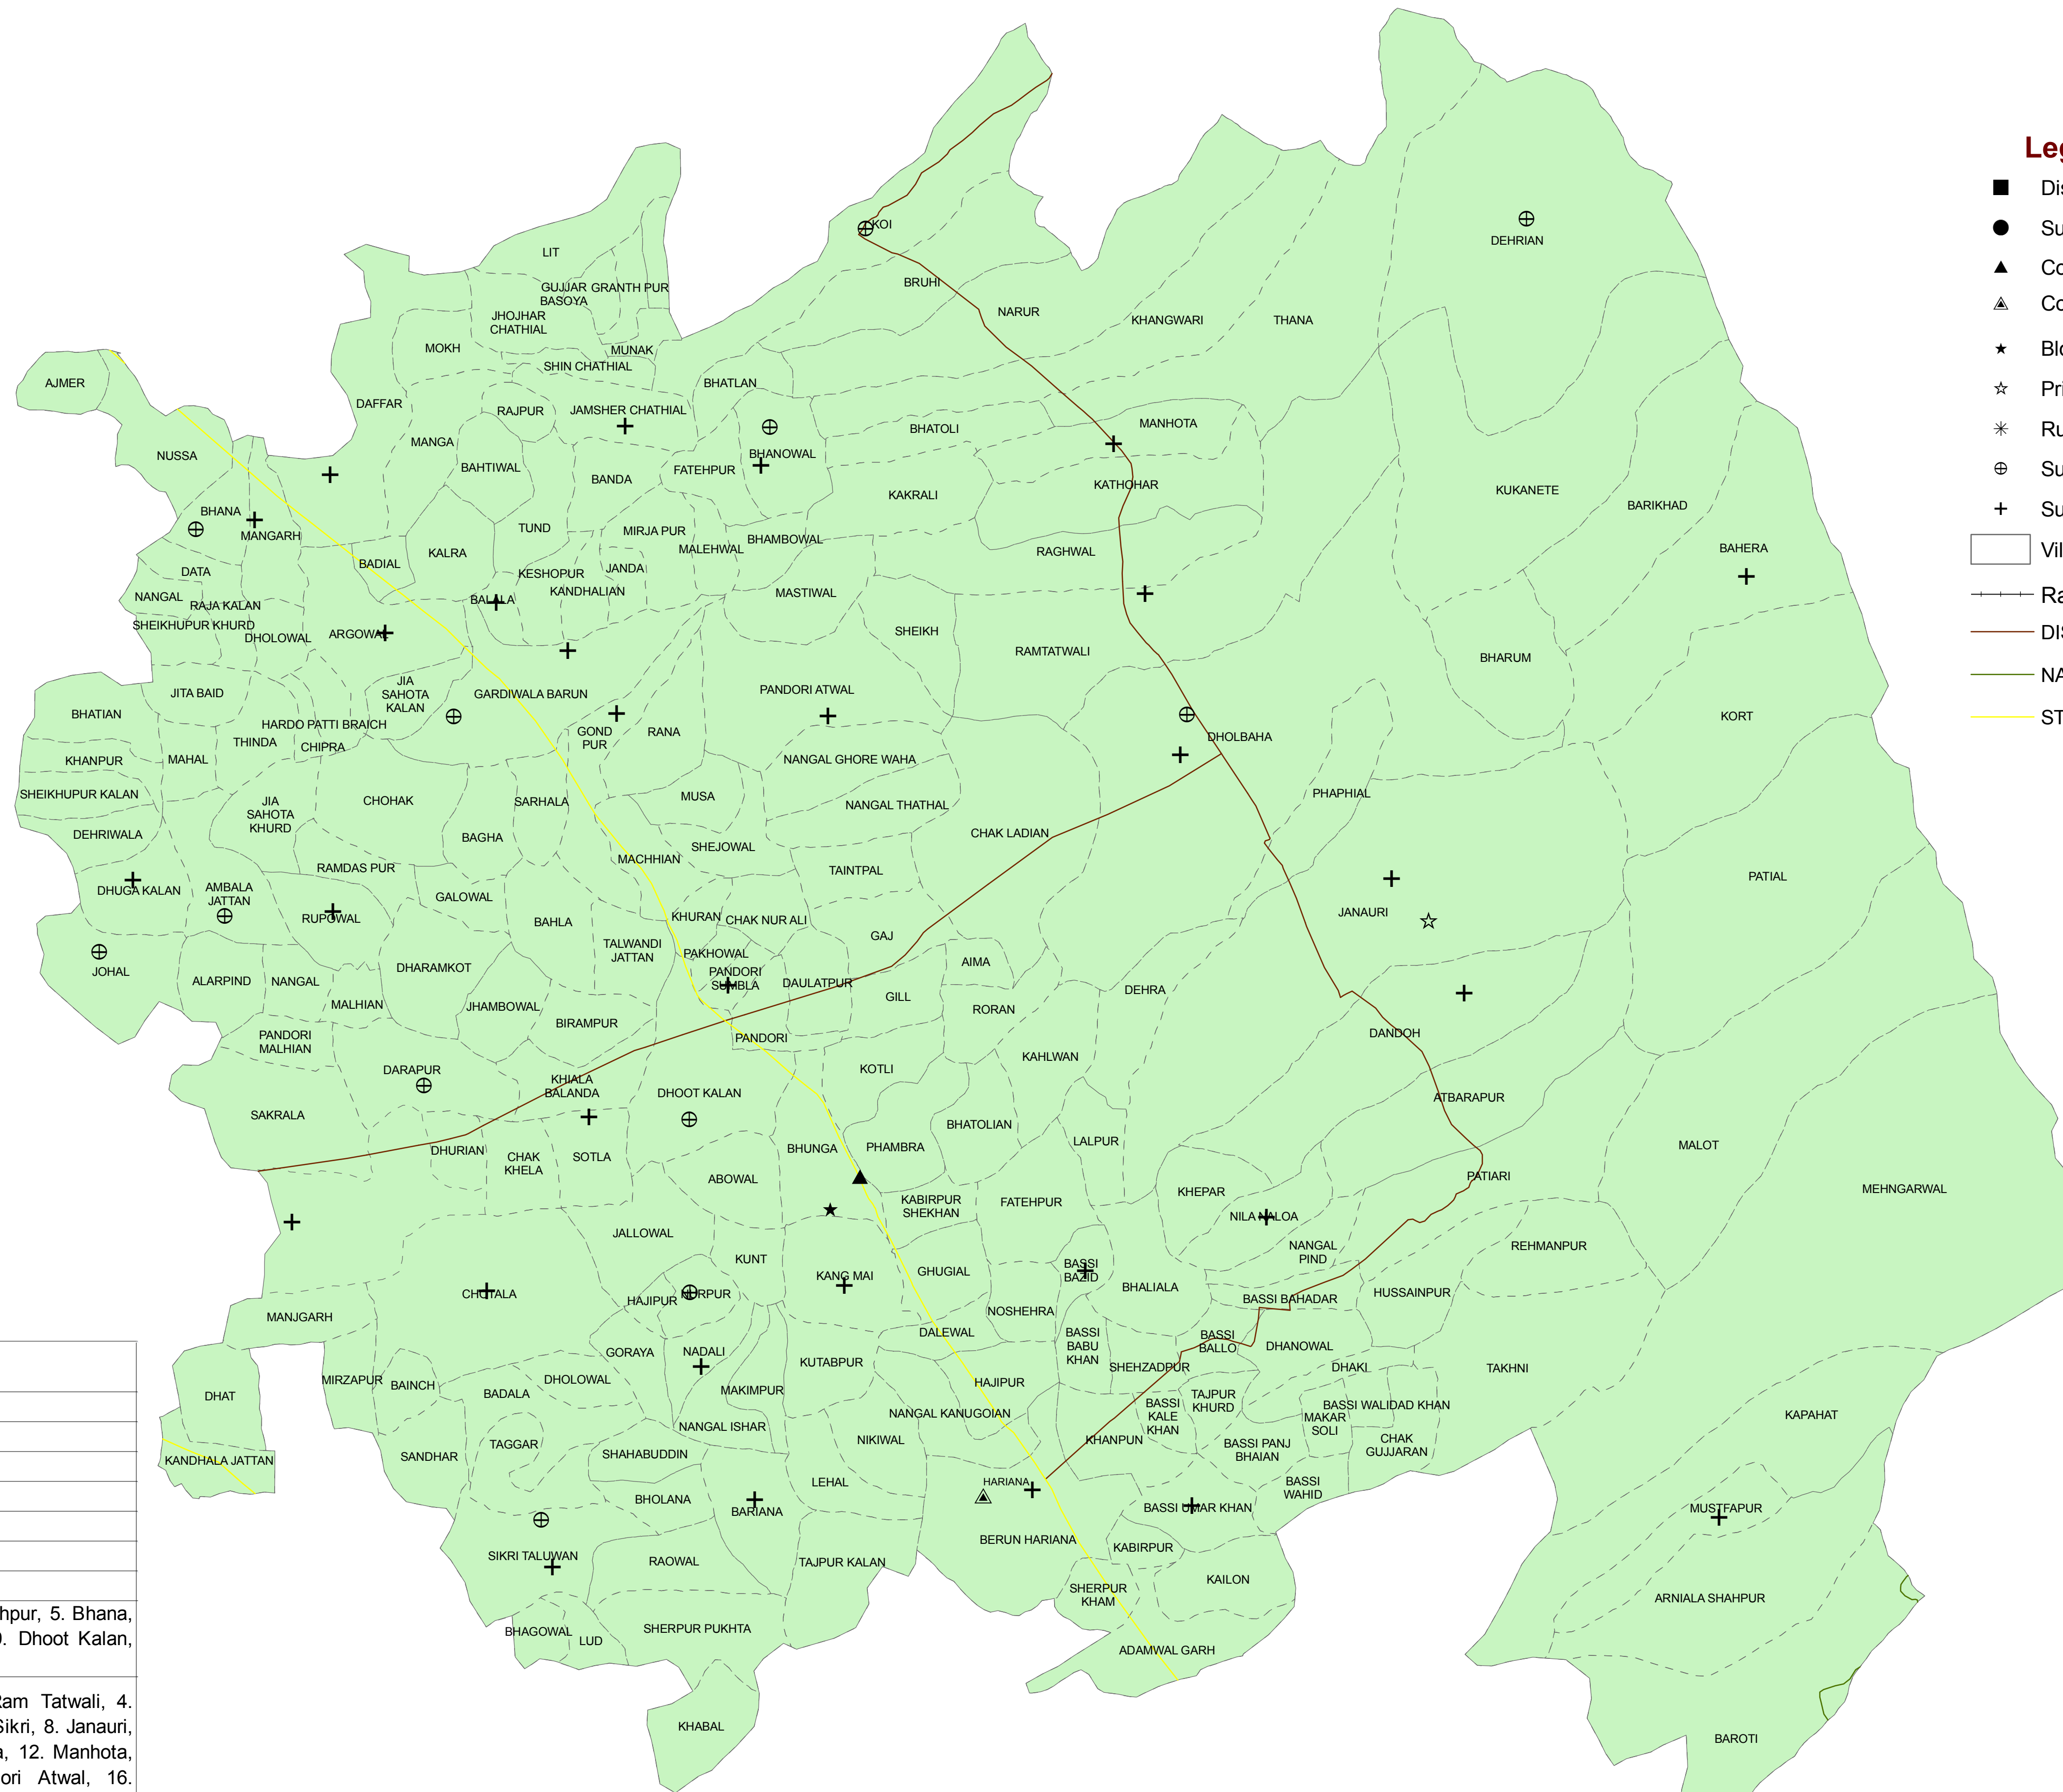 Leg
Dis
Su
Co
Co
Blo
Pri
Ru
Su
Su
Vil
Ra
DIS
NA
ST
KOI
DEHRIAN
LIT
BRUHI
GUJJAR
BASOYA
GRANTH PUR
NARUR
KHANGWARI
THANA
JHOJHAR
CHATHIAL
MOKH
MUNAK
SHIN CHATHIAL
AJMER
BHATLAN
DAFFAR
RAJPUR
JAMSHER CHATHIAL
MANHOTA
MANGA
BHATOLI
NUSSA
BHANOWAL
BAHTIWAL
FATEHPUR
BANDA
KATHOHAR
KAKRALI
KUKANETE
BARIKHAD
BHANA
MANGARH
TUND
MIRJA PUR
BHAMBOWAL
MALEHWAL
RAGHWAL
BAHERA
KALRA
BADIAL
DATA
KESHOPUR
JANDA
KANDHALIAN
MASTIWAL
NANGAL
RAJA KALAN
BALALA
SHEIKHUPUR KHURD
DHOLOWAL
ARGOWAL
SHEIKH
RAMTATWALI
BHARUM
JIA
SAHOTA
KALAN
JITA BAID
GARDIWALA BARUN
PANDORI ATWAL
BHATIAN
HARDO PATTI BRAICH
GOND
PUR
RANA
KORT
THINDA
CHIPRA
DHOLBAHA
KHANPUR
MAHAL
NANGAL GHORE WAHA
SHEIKHUPUR KALAN
JIA
SAHOTA
KHURD
CHOHAK
SARHALA
MUSA
NANGAL THATHAL
PHAPHIAL
DEHRIWALA
BAGHA
SHEJOWAL
CHAK LADIAN
MACHHIAN
RAMDAS PUR
TAINTPAL
PATIAL
DHUGA KALAN
AMBALA
JATTAN
GALOWAL
RUPOWAL
BAHLA
KHURAN
CHAK NUR ALI
JANAURI
GAJ
TALWANDI
JATTAN
PAKHOWAL
JOHAL
ALARPIND
NANGAL
DHARAMKOT
PANDORI
SUMBLA
DAULATPUR
AIMA
GILL
DEHRA
MALHIAN
JHAMBOWAL
RORAN
BIRAMPUR
DANDOH
PANDORI
MALHIAN
PANDORI
KAHLWAN
DARAPUR
KOTLI
KHIALA
BALANDA
DHOOT KALAN
ATBARAPUR
SAKRALA
BHATOLIAN
LALPUR
MALOT
DHURIAN
CHAK
KHELA
SOTLA
BHUNGA
PHAMBRA
ABOWAL
PATIARI
KHEPAR
MEHNGARWAL
KABIRPUR
SHEKHAN
FATEHPUR
NILA NALOA
JALLOWAL
NANGAL
PIND
REHMANPUR
KUNT
GHUGIAL
BASSI
BAZID
KANG MAI
BHALIALA
CHOTALA
HAJIPUR
NURPUR
BASSI BAHADAR
HUSSAINPUR
MANJGARH
NOSHEHRA
DALEWAL
BASSI
BABU
KHAN
BASSI
BALLO
DHANOWAL
GORAYA
NADALI
KUTABPUR
SHEHZADPUR
DHAKI
TAKHNI
MIRZAPUR
BAINCH
DHOLOWAL
HAJIPUR
DHAT
BADALA
MAKIMPUR
TAJPUR
KHURD
BASSI WALIDAD KHAN
KAPAHAT
NANGAL KANUGOIAN
BASSI
KALE
KHAN
MAKAR
SOLI
NANGAL ISHAR
NIKIWAL
KHANPUN
CHAK
GUJJARAN
TAGGAR
BASSI PANJ
BHAIAN
SANDHAR
SHAHABUDDIN
KANDHALA JATTAN
LEHAL
HARIANA
BASSI
WAHID
BHOLANA
BARIANA
BASSI UMAR KHAN
MUSTFAPUR
BERUN HARIANA
KABIRPUR
SIKRI TALUWAN
RAOWAL
TAJPUR KALAN
KAILON
SHERPUR
KHAM
ARNIALA SHAHPUR
BHAGOWAL
LUD
SHERPUR PUKHTA
ADAMWAL GARH
KHABAL
BAROTI
hpur, 5. Bhana,
. Dhoot Kalan,
Ram Tatwali, 4.
Sikri, 8. Janauri,
a, 12. Manhota,
ori Atwal, 16.